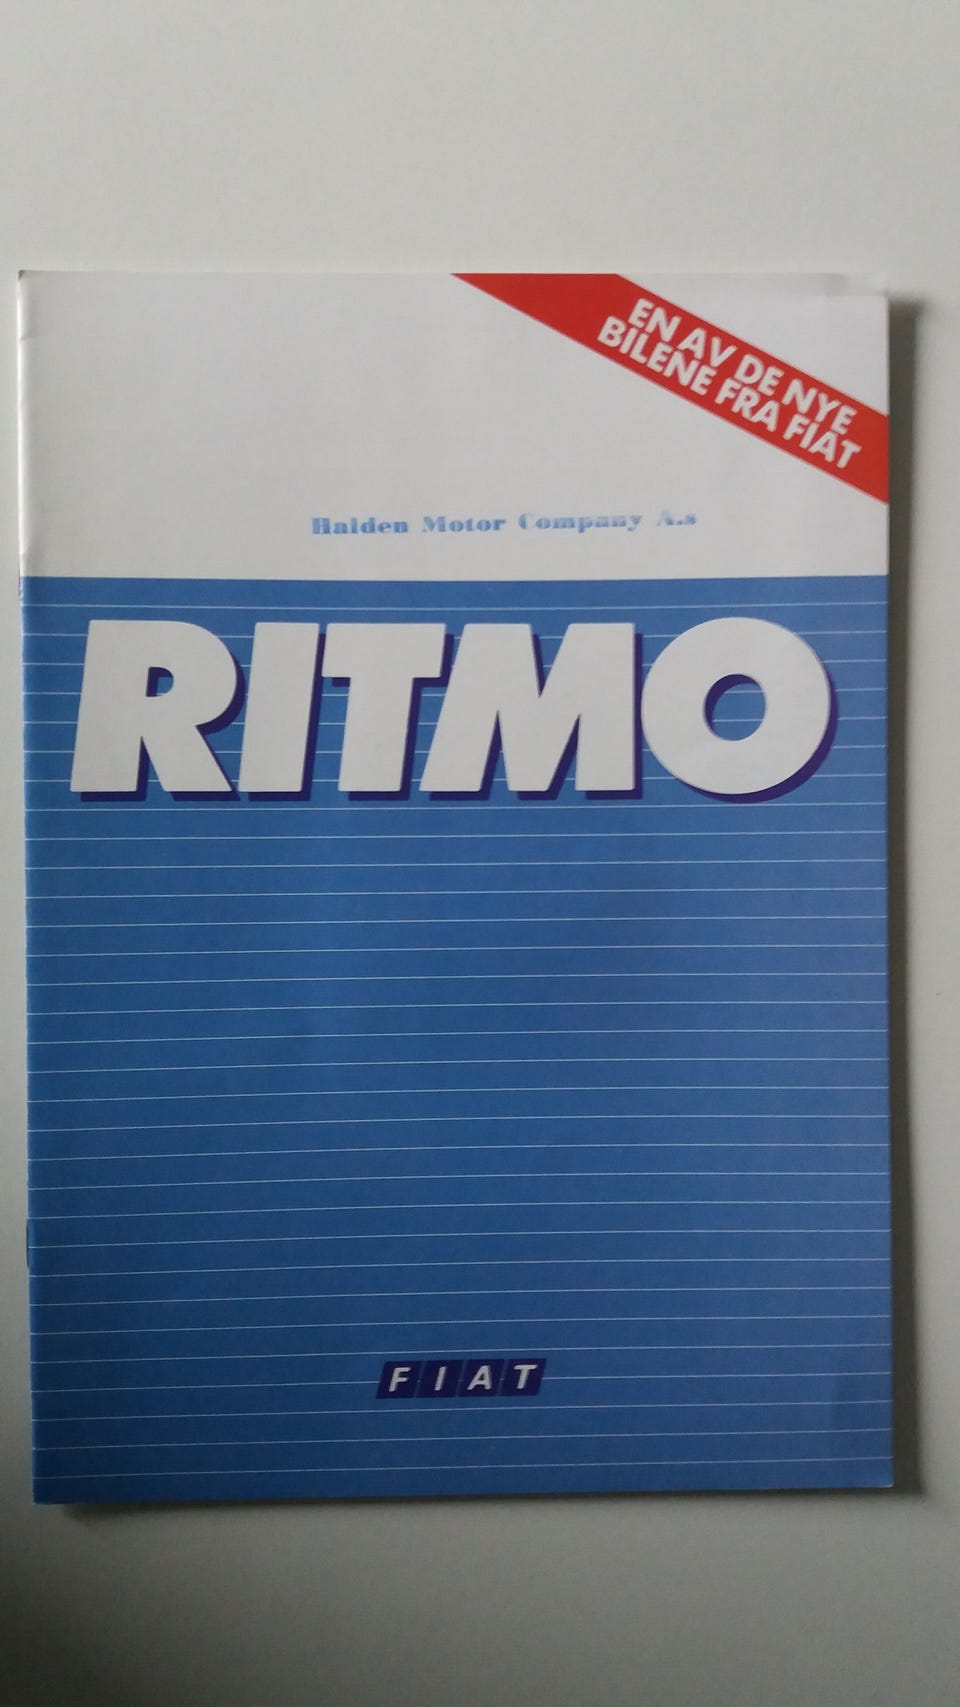 EN AV DE NYE
BILENE FRA FIAT
Halden Motor Company A.s
RITMO
FIAT